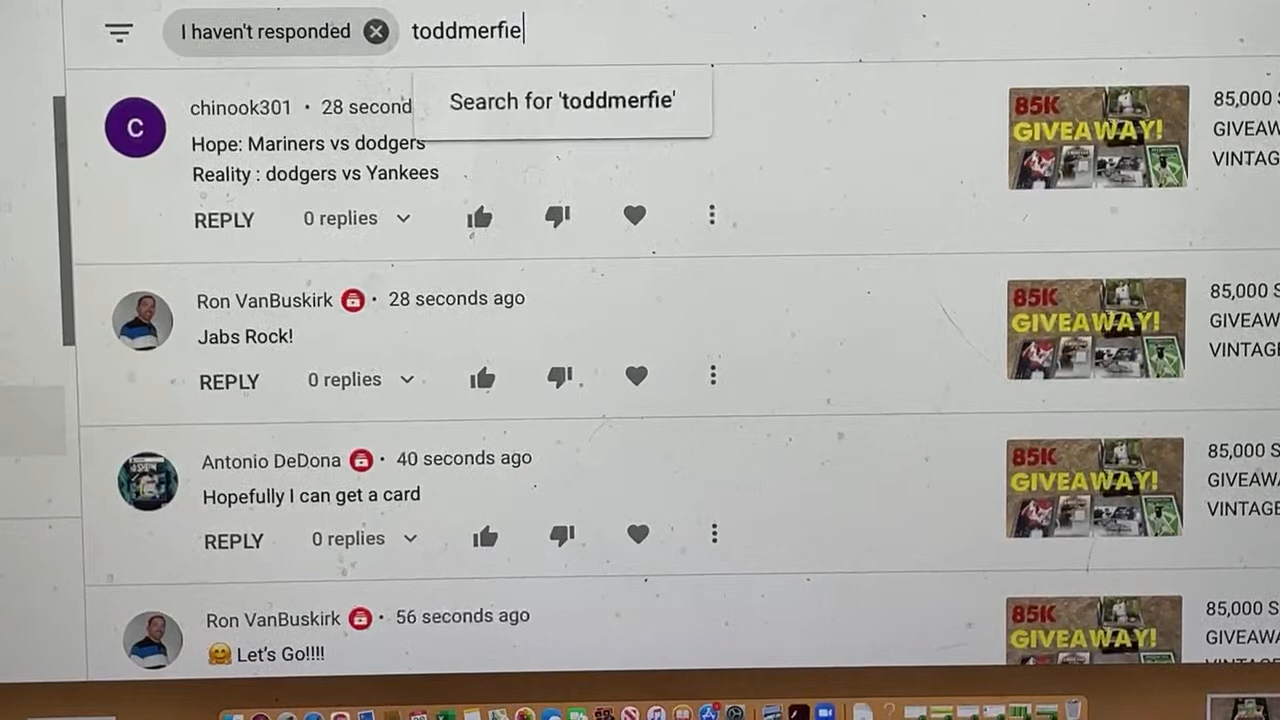 I haven't responded toddmerfie
Search for 'toddmerfie'
chinook301 • 28 second
Hope: Mariners vs dodgers
Reality : dodgers vs Yankees
REPLY 0 replies
85K
GIVEAWAY!
85,000 S
GIVEAW
VINTAG
Ron VanBuskirk • 28 seconds ago
Jabs Rock!
REPLY 0 replies
85K
GIVEAWAY!
85,000 S
GIVEAW
VINTAGE
Antonio DeDona • 40 seconds ago
Hopefully I can get a card
REPLY 0 replies
85K
GIVEAWAY!
85,000 S
GIVEAWA
VINTAGE
Ron VanBuskirk • 56 seconds ago
🤗 Let's Go!!!!
85K
GIVEAWAY!
85,000 S
GIVEAWA